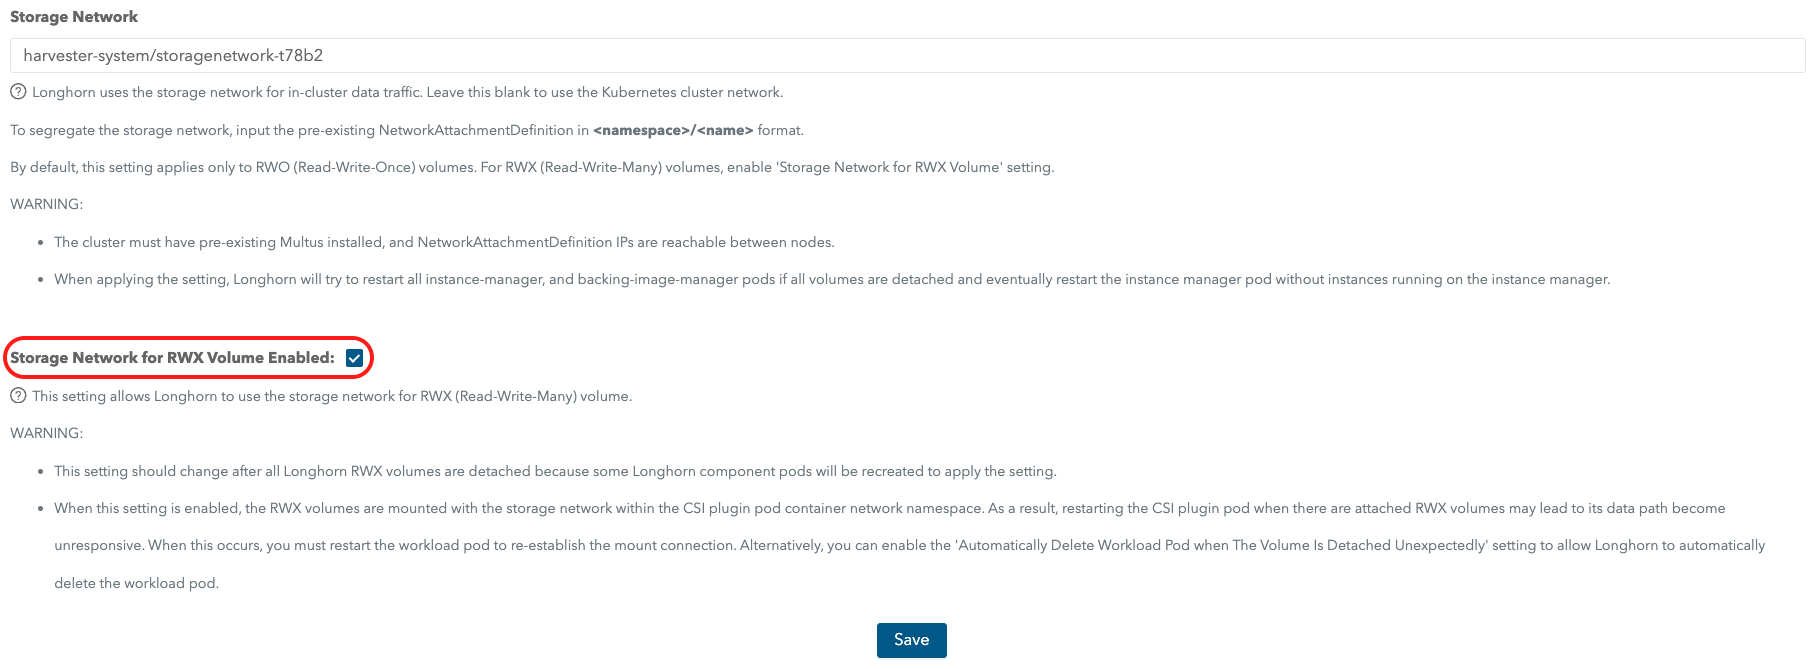 Storage Network
harvester-system/storagenetwork-t78b2
Longhorn uses the storage network for in-cluster data traffic. Leave this blank to use the Kubernetes cluster network.
To segregate the storage network, input the pre-existing NetworkAttachmentDefinition in <namespace>/<name> format.
By default, this setting applies only to RWO (Read-Write-Once) volumes. For RWX (Read-Write-Many) volumes, enable 'Storage Network for RWX Volume' setting.
WARNING:
• The cluster must have pre-existing Multus installed, and NetworkAttachmentDefinition IPs are reachable between nodes.
• When applying the setting, Longhorn will try to restart all instance-manager, and backing-image-manager pods if all volumes are detached and eventually restart the instance manager pod without instances running on the instance manager.
Storage Network for RWX Volume Enabled:
This setting allows Longhorn to use the storage network for RWX (Read-Write-Many) volume.
WARNING:
• This setting should change after all Longhorn RWX volumes are detached because some Longhorn component pods will be recreated to apply the setting.
• When this setting is enabled, the RWX volumes are mounted with the storage network within the CSI plugin pod container network namespace. As a result, restarting the CSI plugin pod when there are attached RWX volumes may lead to its data path become
unresponsive. When this occurs, you must restart the workload pod to re-establish the mount connection. Alternatively, you can enable the 'Automatically Delete Workload Pod when The Volume Is Detached Unexpectedly' setting to allow Longhorn to automatically
delete the workload pod.
Save